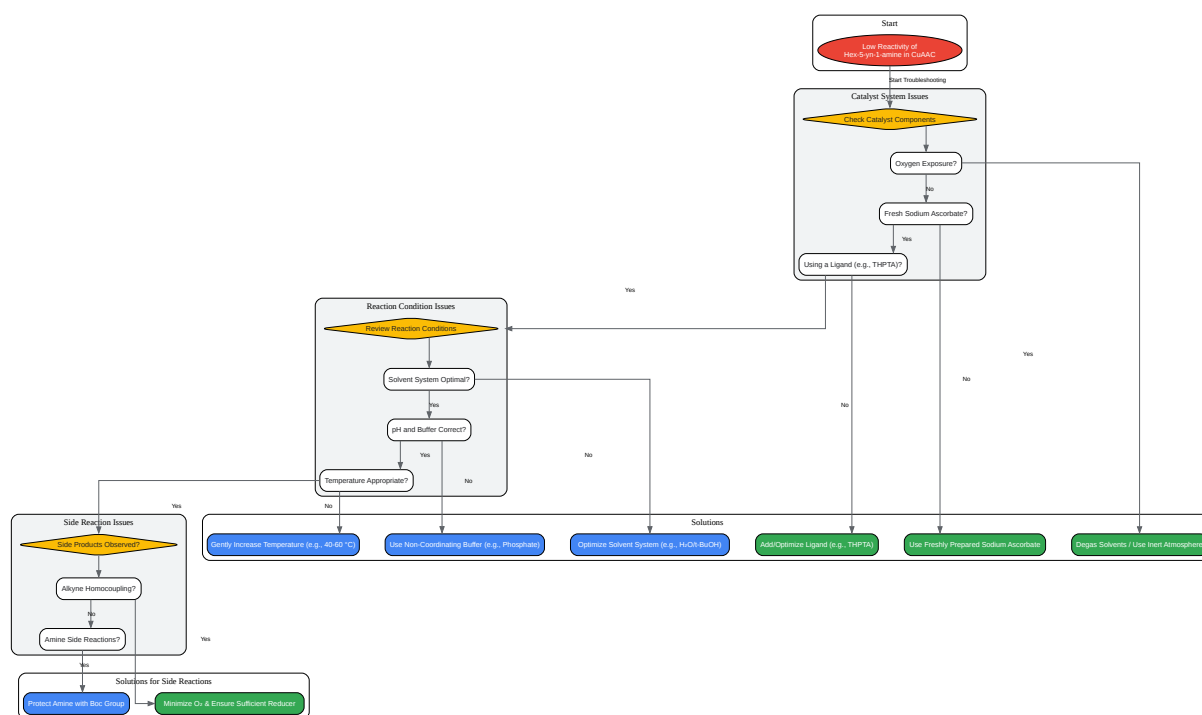 Start
Low Reactivity of
Hex-5-yn-1-amine in CuAAC
Start Troubleshooting
Catalyst System Issues
Check Catalyst Components
Oxygen Exposure?
No
Fresh Sodium Ascorbate?
Yes
Using a Ligand (e.g., THPTA)?
Yes
Reaction Condition Issues
Review Reaction Conditions
Yes
Solvent System Optimal?
No
Yes
No
pH and Buffer Correct?
Yes
No
Temperature Appropriate?
No
Yes
No
Side Reaction Issues
Side Products Observed?
Solutions
Gently Increase Temperature (e.g., 40-60 °C)
Use Non-Coordinating Buffer (e.g., Phosphate)
Optimize Solvent System (e.g., H₂O/t-BuOH)
Add/Optimize Ligand (e.g., THPTA)
Use Freshly Prepared Sodium Ascorbate
Degas Solvents / Use Inert Atmosphere
Alkyne Homocoupling?
No
Amine Side Reactions?
Yes
Yes
Solutions for Side Reactions
Protect Amine with Boc Group
Minimize O₂ & Ensure Sufficient Reducer